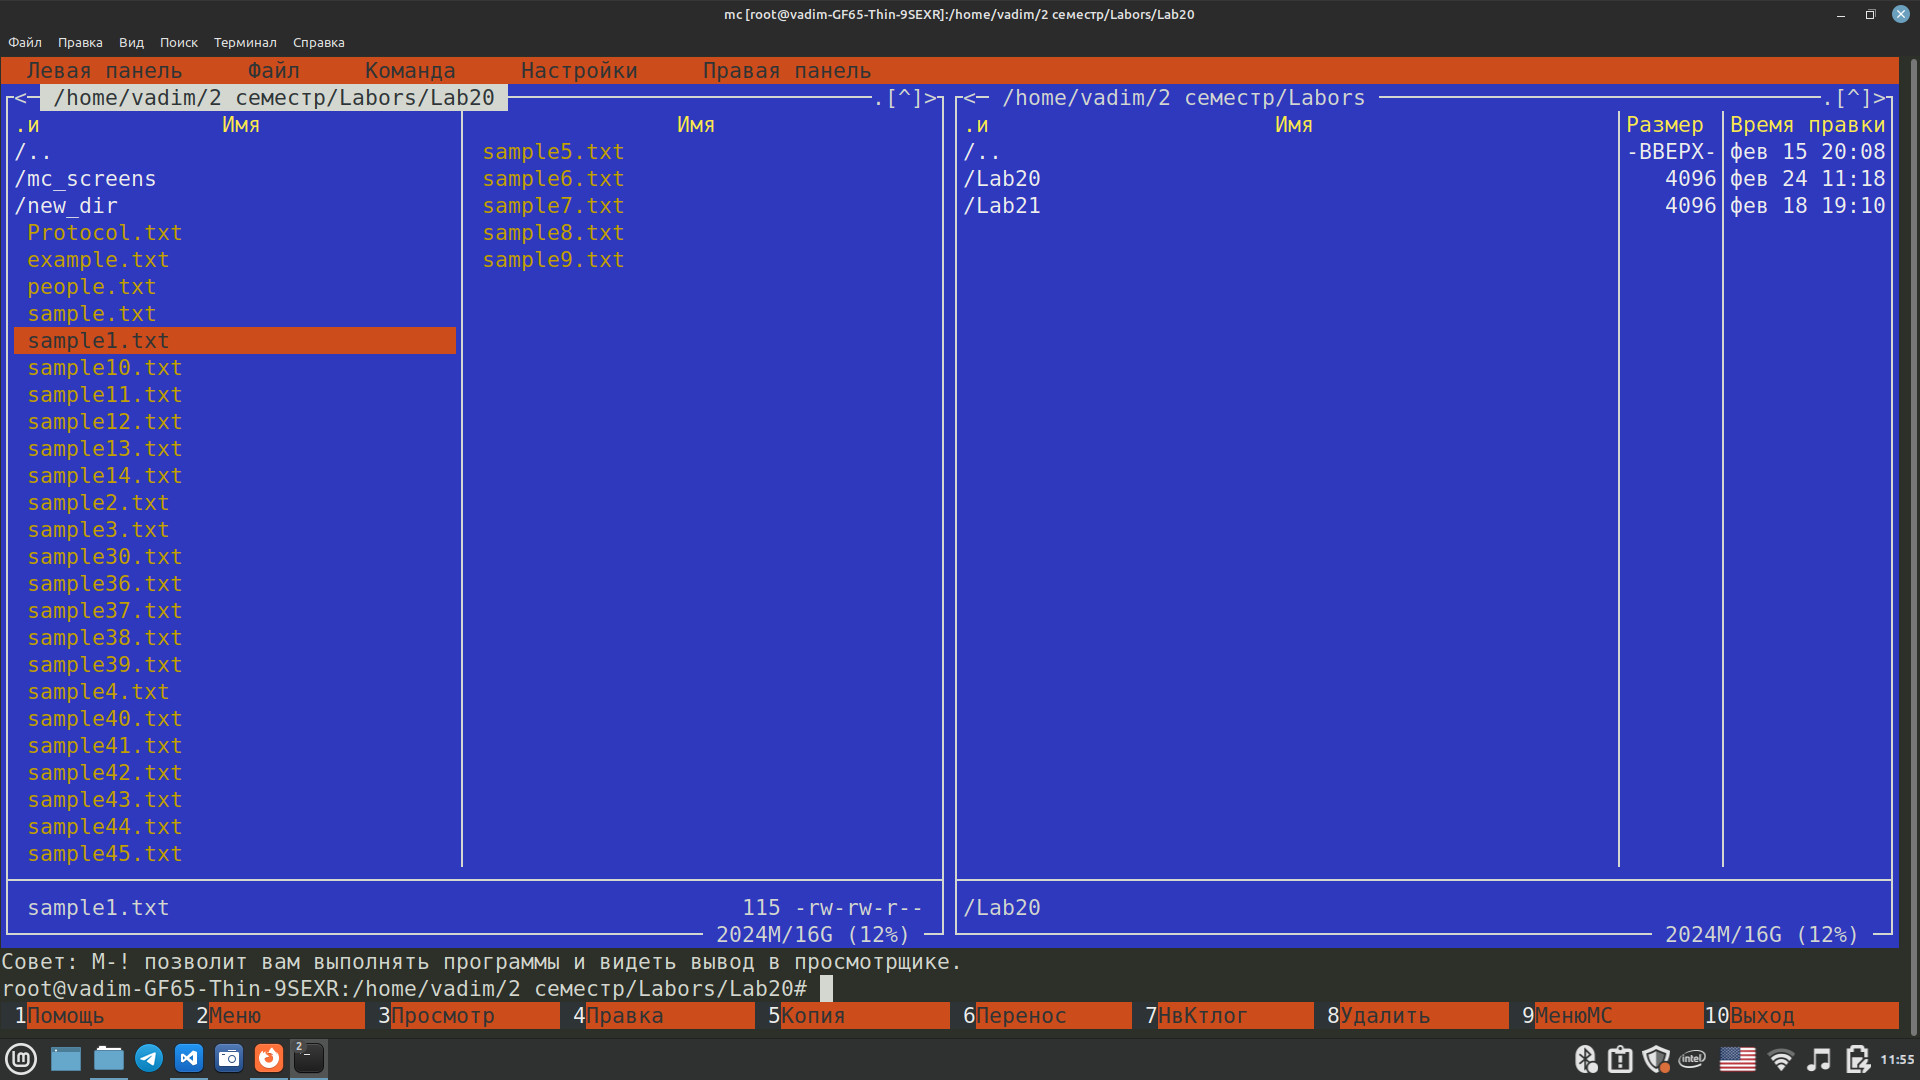 mc [root@vadim-GF65-Thin-9SEXR]:/home/vadim/2 семестр/Labors/Lab20
Файл Правка Вид Поиск Терминал Справка
Левая панель Файл Команда Настройки Правая панель
<─ /home/vadim/2 семестр/Labors/Lab20 ─.[^]>
.и Имя Имя
/.. sample5.txt
/mc_screens sample6.txt
/new_dir sample7.txt
Protocol.txt sample8.txt
example.txt sample9.txt
people.txt
sample.txt
sample1.txt
sample10.txt
sample11.txt
sample12.txt
sample13.txt
sample14.txt
sample2.txt
sample3.txt
sample30.txt
sample36.txt
sample37.txt
sample38.txt
sample39.txt
sample4.txt
sample40.txt
sample41.txt
sample42.txt
sample43.txt
sample44.txt
sample45.txt
sample1.txt 115 -rw-rw-r--
2024M/16G (12%)
<─ /home/vadim/2 семестр/Labors ─.[^]>
.и Имя Размер Время правки
/.. -ВВЕРХ- фев 15 20:08
/Lab20 4096 фев 24 11:18
/Lab21 4096 фев 18 19:10
/Lab20
2024M/16G (12%)
Совет: M-! позволит вам выполнять программы и видеть вывод в просмотрщике.
root@vadim-GF65-Thin-9SEXR:/home/vadim/2 семестр/Labors/Lab20#
1Помощь 2Меню 3Просмотр 4Правка 5Копия 6Перенос 7НвКтлог 8Удалить 9МенюMC 10Выход
2 intel 11:55